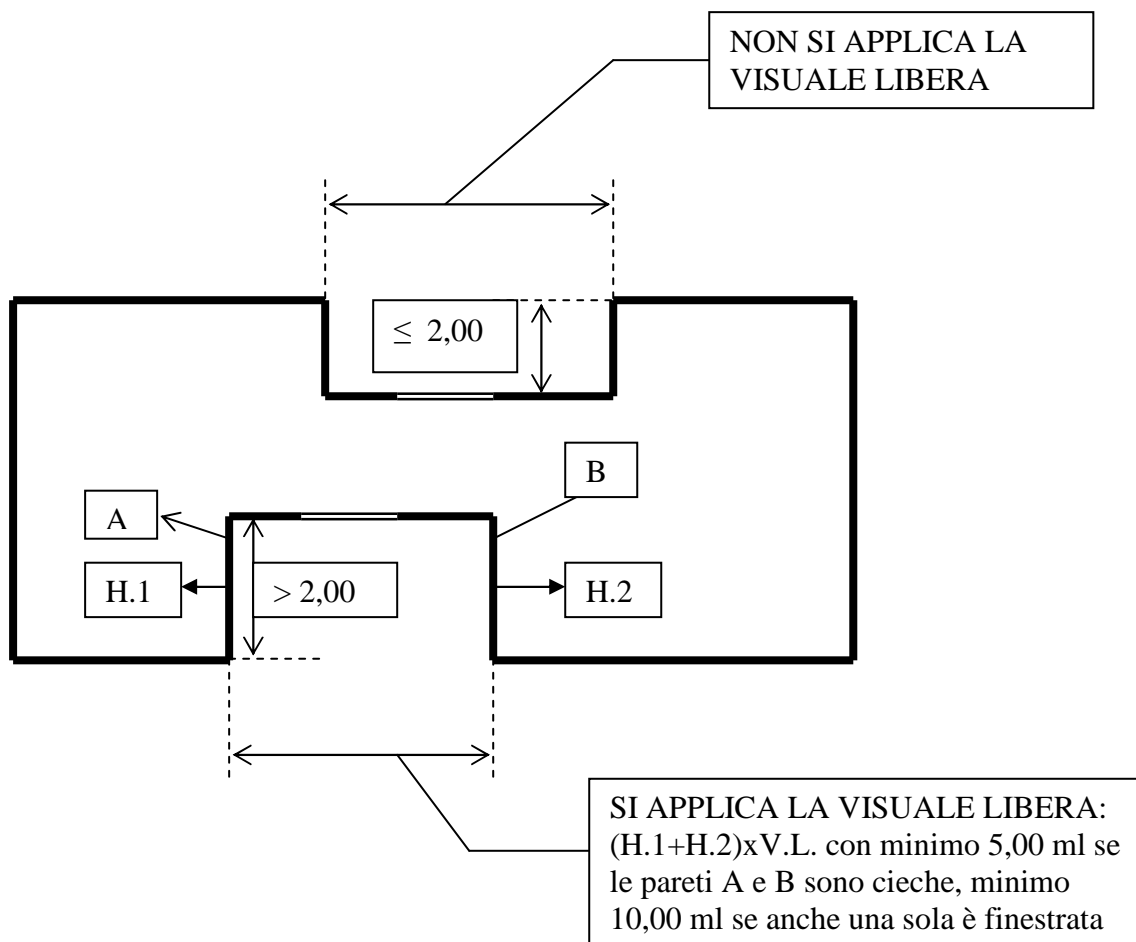 NON SI APPLICA LA
VISUALE LIBERA
≤ 2,00
B
A
H.1
> 2,00
H.2
SI APPLICA LA VISUALE LIBERA:
(H.1+H.2)xV.L. con minimo 5,00 ml se
le pareti A e B sono cieche, minimo
10,00 ml se anche una sola è finestrata